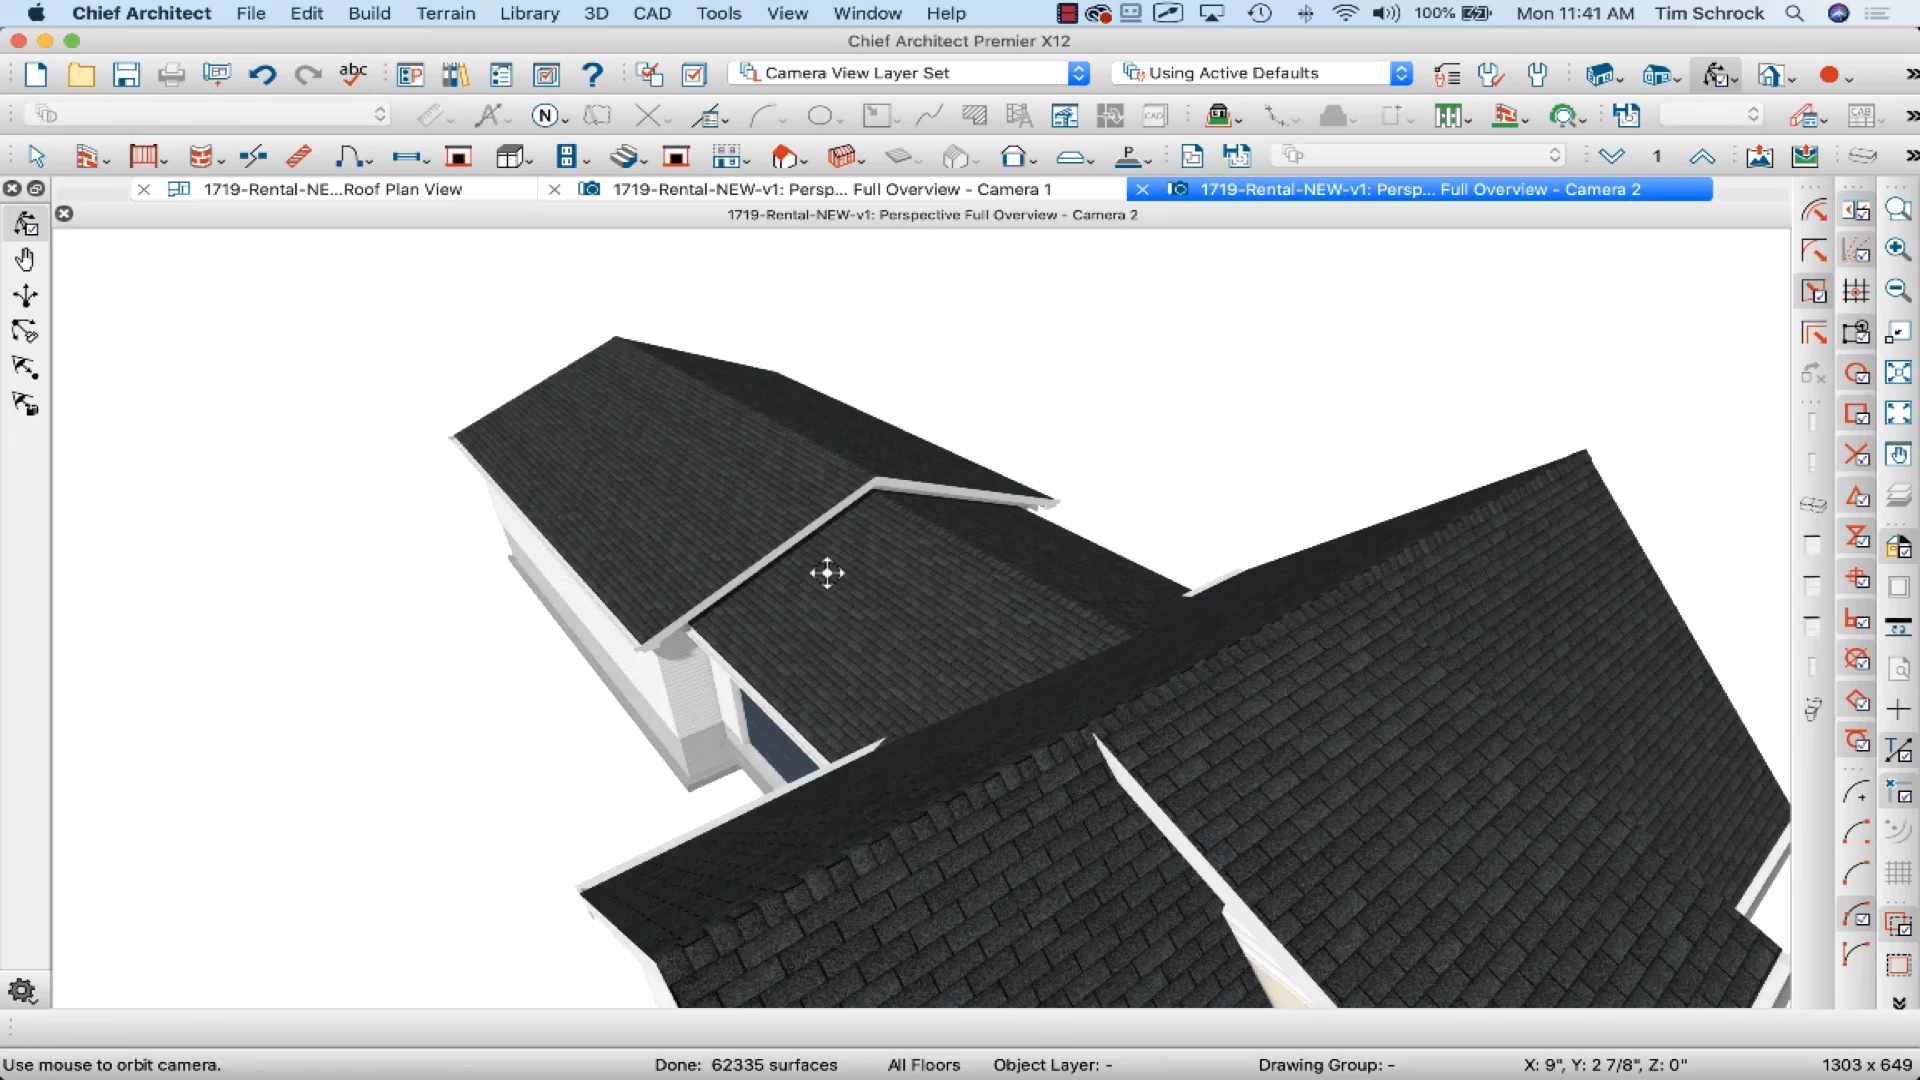 Chief Architect File Edit Build Terrain Library 3D CAD Tools View Window Help 100% Mon 11:41 AM Tim Schrock
Chief Architect Premier X12
abc P ? Camera View Layer Set Using Active Defaults
N CAD CAB
P 1
1719-Rental-NE...Roof Plan View 1719-Rental-NEW-v1: Persp... Full Overview - Camera 1 1719-Rental-NEW-v1: Persp... Full Overview - Camera 2
1719-Rental-NEW-v1: Perspective Full Overview - Camera 2
Use mouse to orbit camera. Done: 62335 surfaces All Floors Object Layer: - Drawing Group: - X: 9", Y: 2 7/8", Z: 0" 1303 x 649